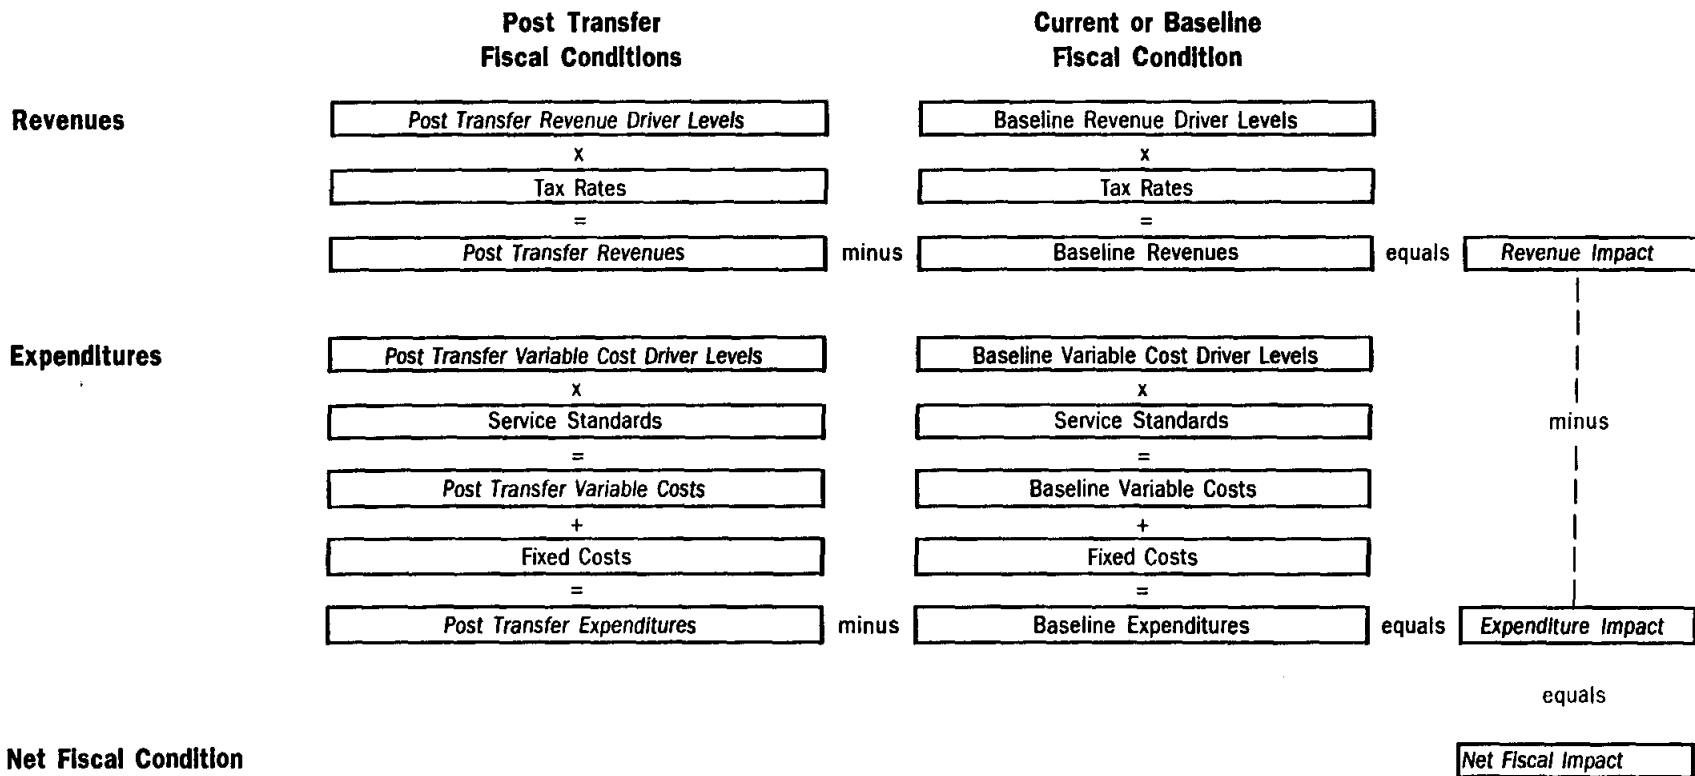 Post Transfer
Fiscal Conditions
Current or Baseline
Fiscal Condition
Revenues
Post Transfer Revenue Driver Levels
Baseline Revenue Driver Levels
x
x
Tax Rates
Tax Rates
=
=
Post Transfer Revenues
minus
Baseline Revenues
equals
Revenue Impact
Expenditures
Post Transfer Variable Cost Driver Levels
Baseline Variable Cost Driver Levels
x
x
Service Standards
Service Standards
minus
=
=
Post Transfer Variable Costs
Baseline Variable Costs
+
+
Fixed Costs
Fixed Costs
=
=
Post Transfer Expenditures
minus
Baseline Expenditures
equals
Expenditure Impact
equals
Net Fiscal Condition
Net Fiscal Impact